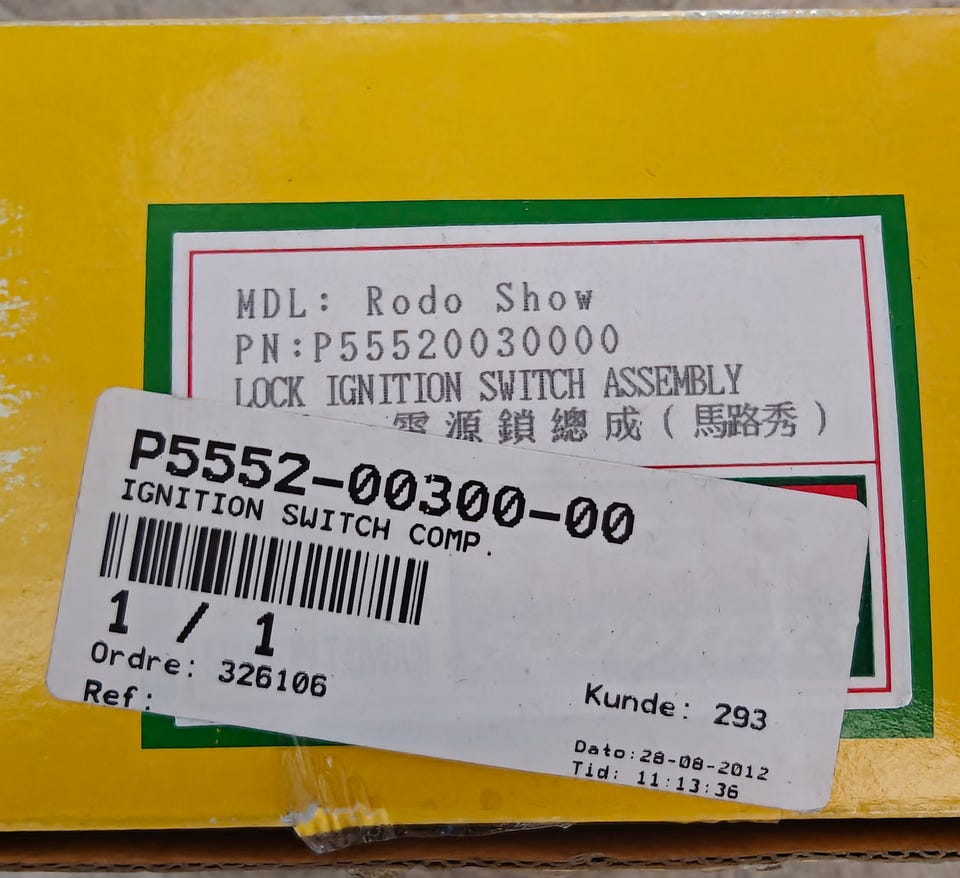 MDL: Rodo Show
PN:P55520030000
LOCK IGNITION SWITCH ASSEMBLY
電源鎖總成(馬路秀)
P5552-00300-00
IGNITION SWITCH COMP.
1 / 1
Ordre: 326106
Ref:
Kunde: 293
Dato:28-08-2012
Tid: 11:13:36